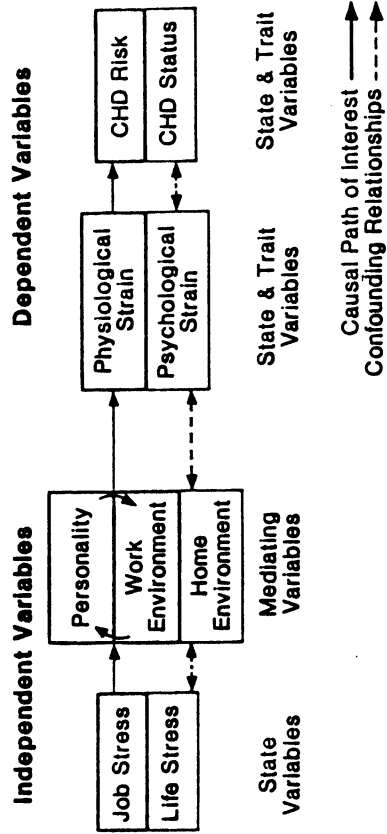 Independent Variables
Dependent Variables
Job Stress
Life Stress
State
Variables
Personality
Work
Environment
Home
Environment
Mediating
Variables
Physiological
Strain
Psychological
Strain
State & Trait
Variables
CHD Risk
CHD Status
State & Trait
Variables
Causal Path of Interest
Confounding Relationships